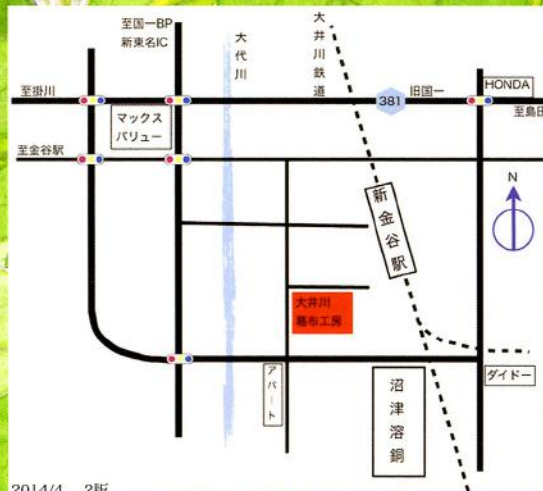 至国一BP
新東名IC
大代川
大井川鉄道
至掛川
381
旧国一
HONDA
至島田
マックス
バリュー
至金谷駅
N
新金谷駅
大井川
葛布工房
アパート
沼津溶銅
ダイドー
2014/4 2版